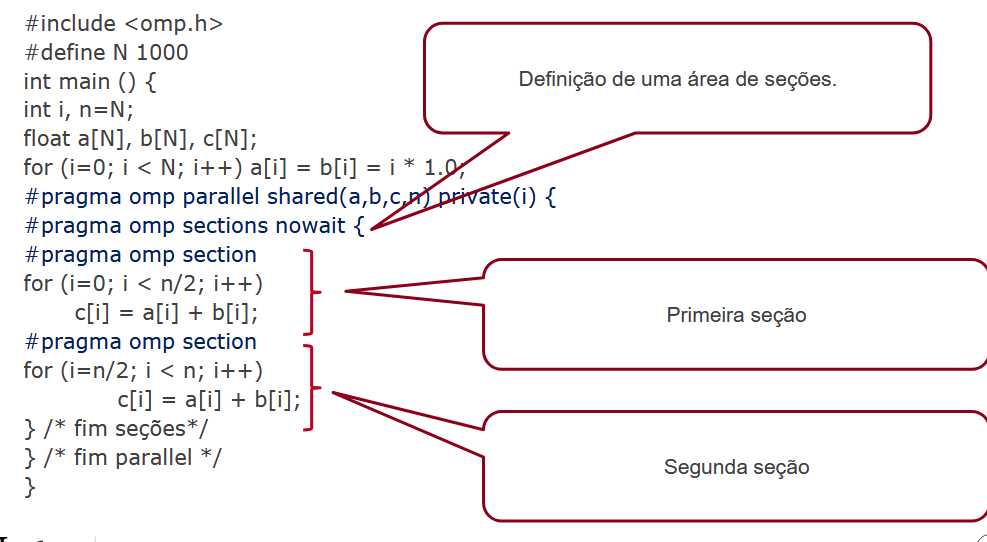 #include <omp.h>
#define N 1000
int main () {
int i, n=N;
float a[N], b[N], c[N];
for (i=0; i < N; i++) a[i] = b[i] = i * 1.0;
#pragma omp parallel shared(a,b,c,n) private(i) {
#pragma omp sections nowait {
#pragma omp section
for (i=0; i < n/2; i++)
c[i] = a[i] + b[i];
#pragma omp section
for (i=n/2; i < n; i++)
c[i] = a[i] + b[i];
} /* fim seções*/
} /* fim parallel */
}
Definição de uma área de seções.
Primeira seção
Segunda seção